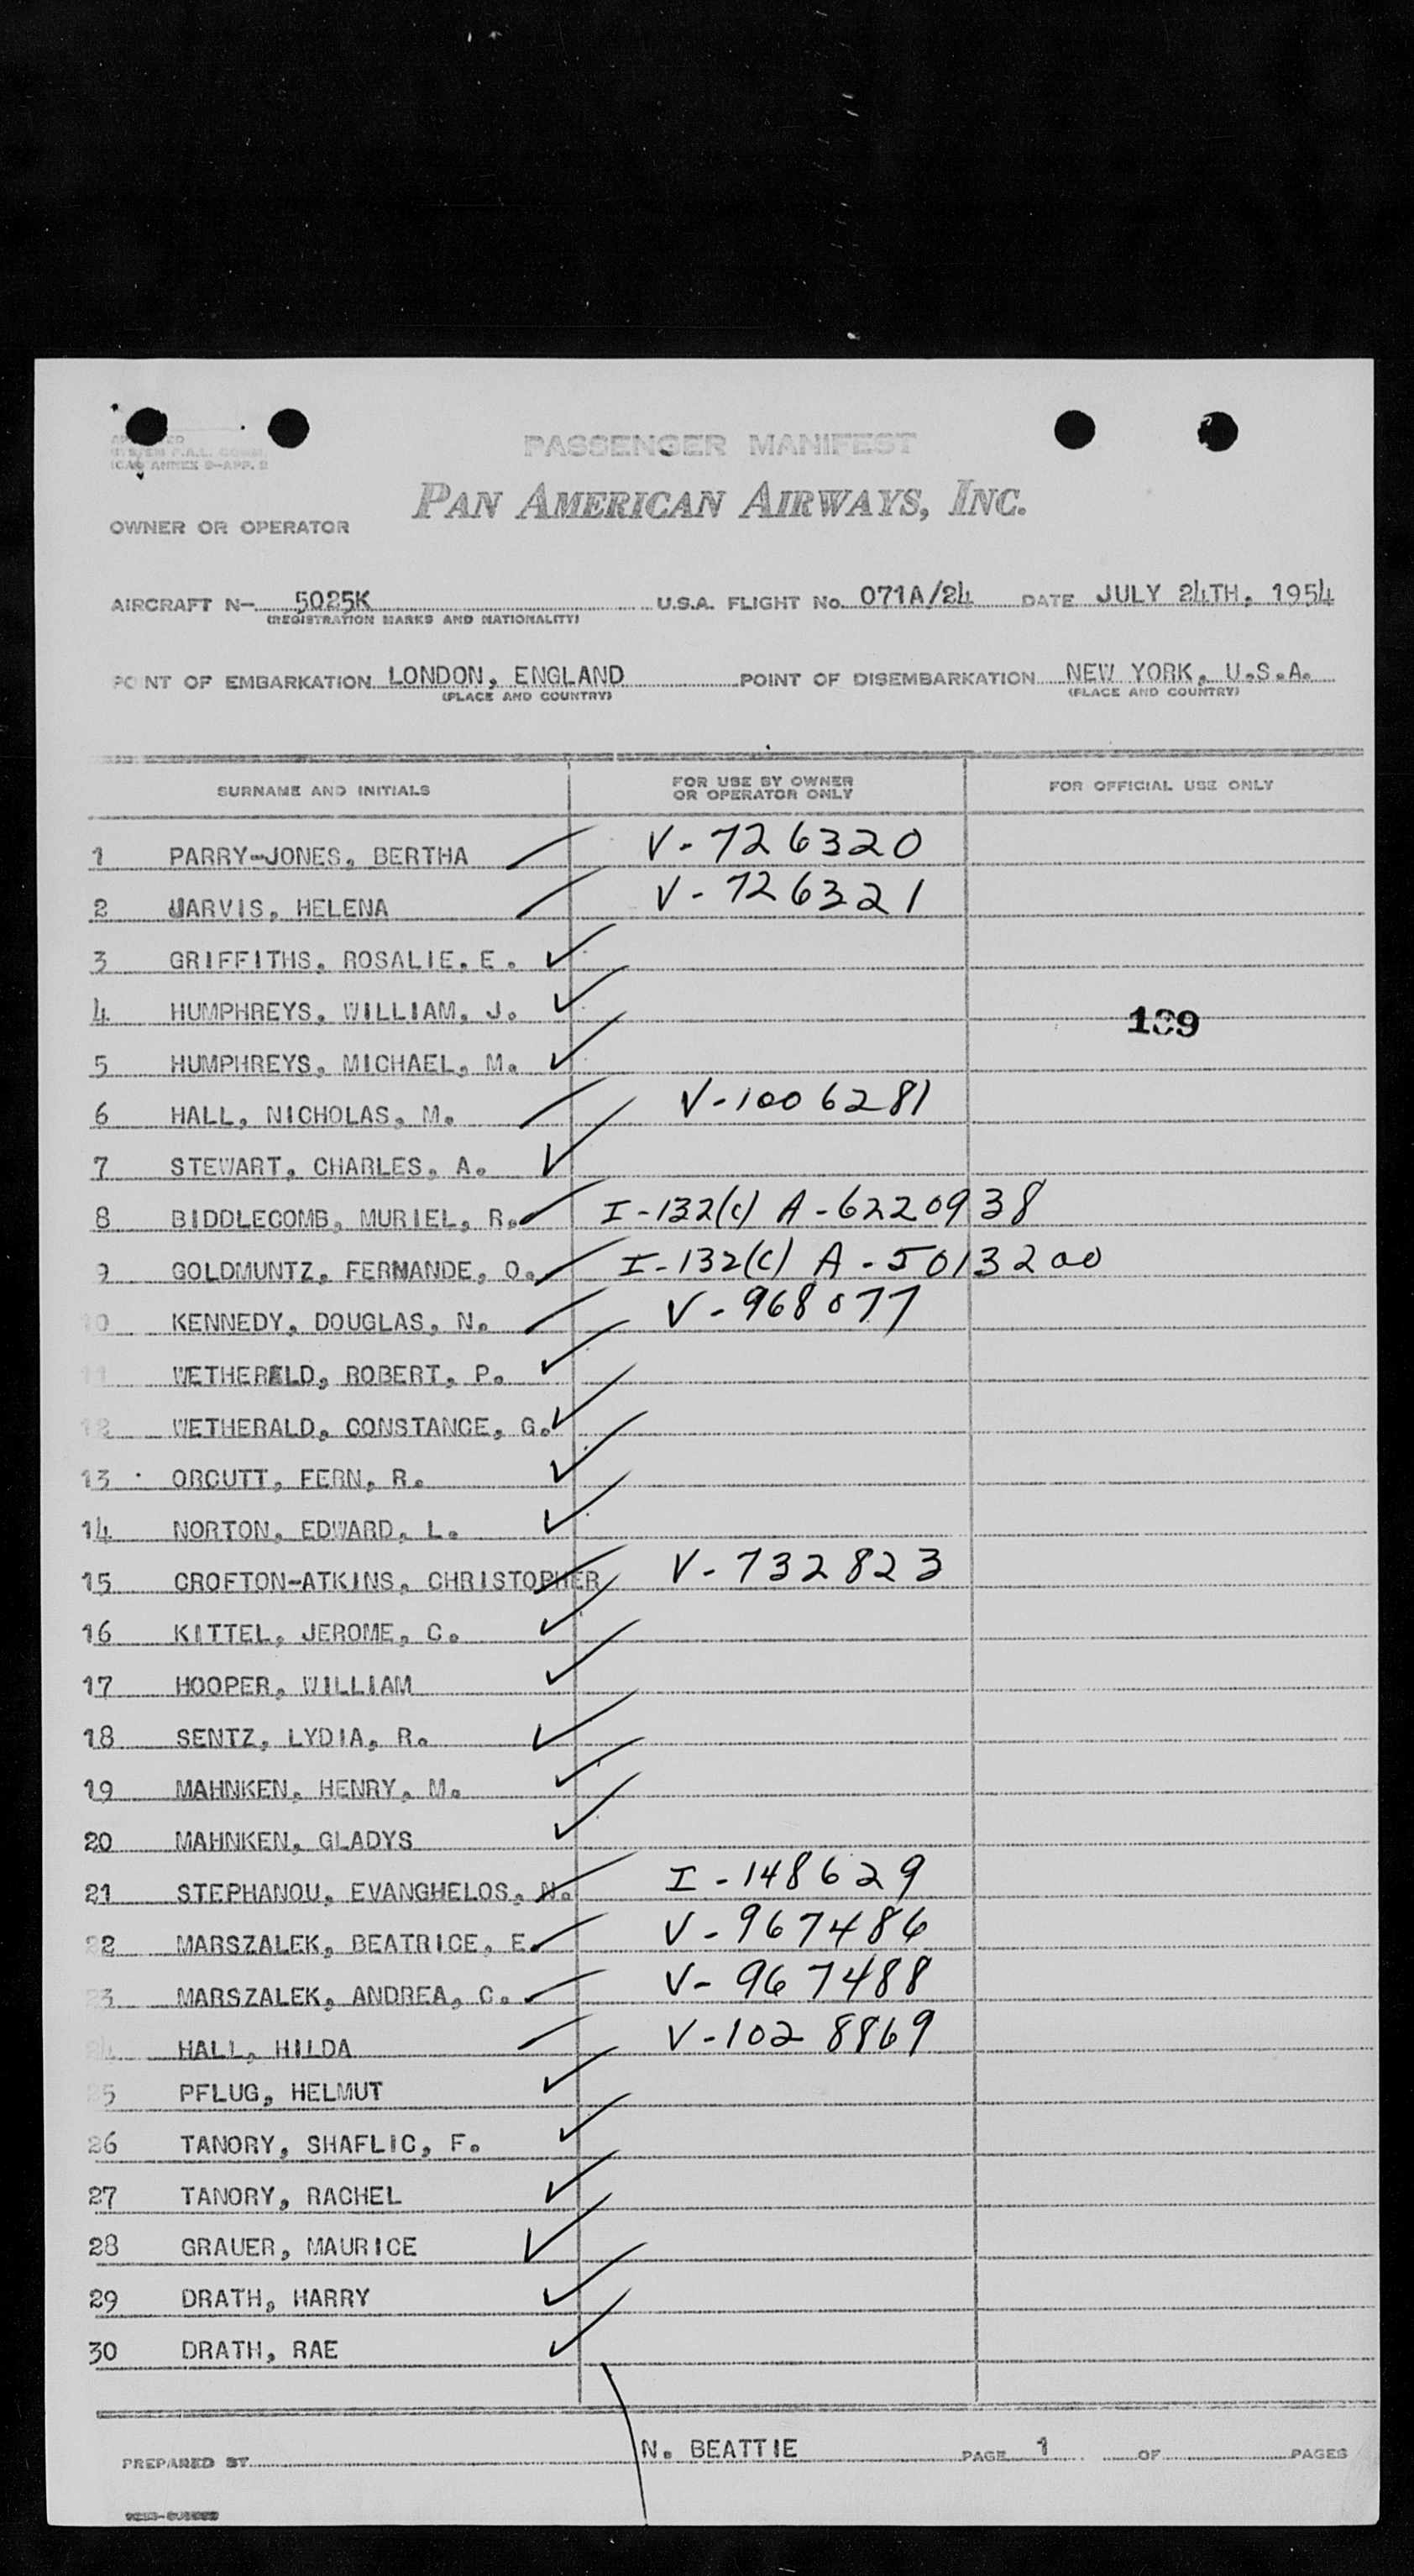 PASSENGER MANIFEST
PAN AMERICAN AIRWAYS, INC.
OWNER OR OPERATOR
AIRCRAFT N- 5025K U.S.A. FLIGHT No. 071A/24 DATE JULY 24TH, 1954
(REGISTRATION MARKS AND NATIONALITY)
POINT OF EMBARKATION LONDON, ENGLAND POINT OF DISEMBARKATION NEW YORK, U.S.A.
(PLACE AND COUNTRY) (PLACE AND COUNTRY)
SURNAME AND INITIALS FOR USE BY OWNER OR OPERATOR ONLY FOR OFFICIAL USE ONLY
1 PARRY-JONES, BERTHA V-726320
2 JARVIS, HELENA V-726321
3 GRIFFITHS, ROSALIE, E.
4 HUMPHREYS, WILLIAM, J.
139
5 HUMPHREYS, MICHAEL, M.
6 HALL, NICHOLAS, M. V-1006281
7 STEWART, CHARLES, A.
8 BIDDLECOMB, MURIEL, R. I-132(c) A-6220938
9 GOLDMUNTZ, FERNANDE, O. I-132(c) A-5013200
10 KENNEDY, DOUGLAS, N. V-968077
11 WETHERALD, ROBERT, P.
12 WETHERALD, CONSTANCE, G.
13 ORCUTT, FERN, R.
14 NORTON, EDWARD, L.
15 CROFTON-ATKINS, CHRISTOPHER V-732823
16 KITTEL, JEROME, C.
17 HOOPER, WILLIAM
18 SENTZ, LYDIA, R.
19 MAHNKEN, HENRY, M.
20 MAHNKEN, GLADYS
21 STEPHANOU, EVANGHELOS, N. I-148629
22 MARSZALEK, BEATRICE, E. V-967486
23 MARSZALEK, ANDREA, C. V-967488
24 HALL, HILDA V-1028869
25 PFLUG, HELMUT
26 TANORY, SHAFLIC, F.
27 TANORY, RACHEL
28 GRAUER, MAURICE
29 DRATH, HARRY
30 DRATH, RAE
PREPARED BY N. BEATTIE PAGE 1 OF PAGES